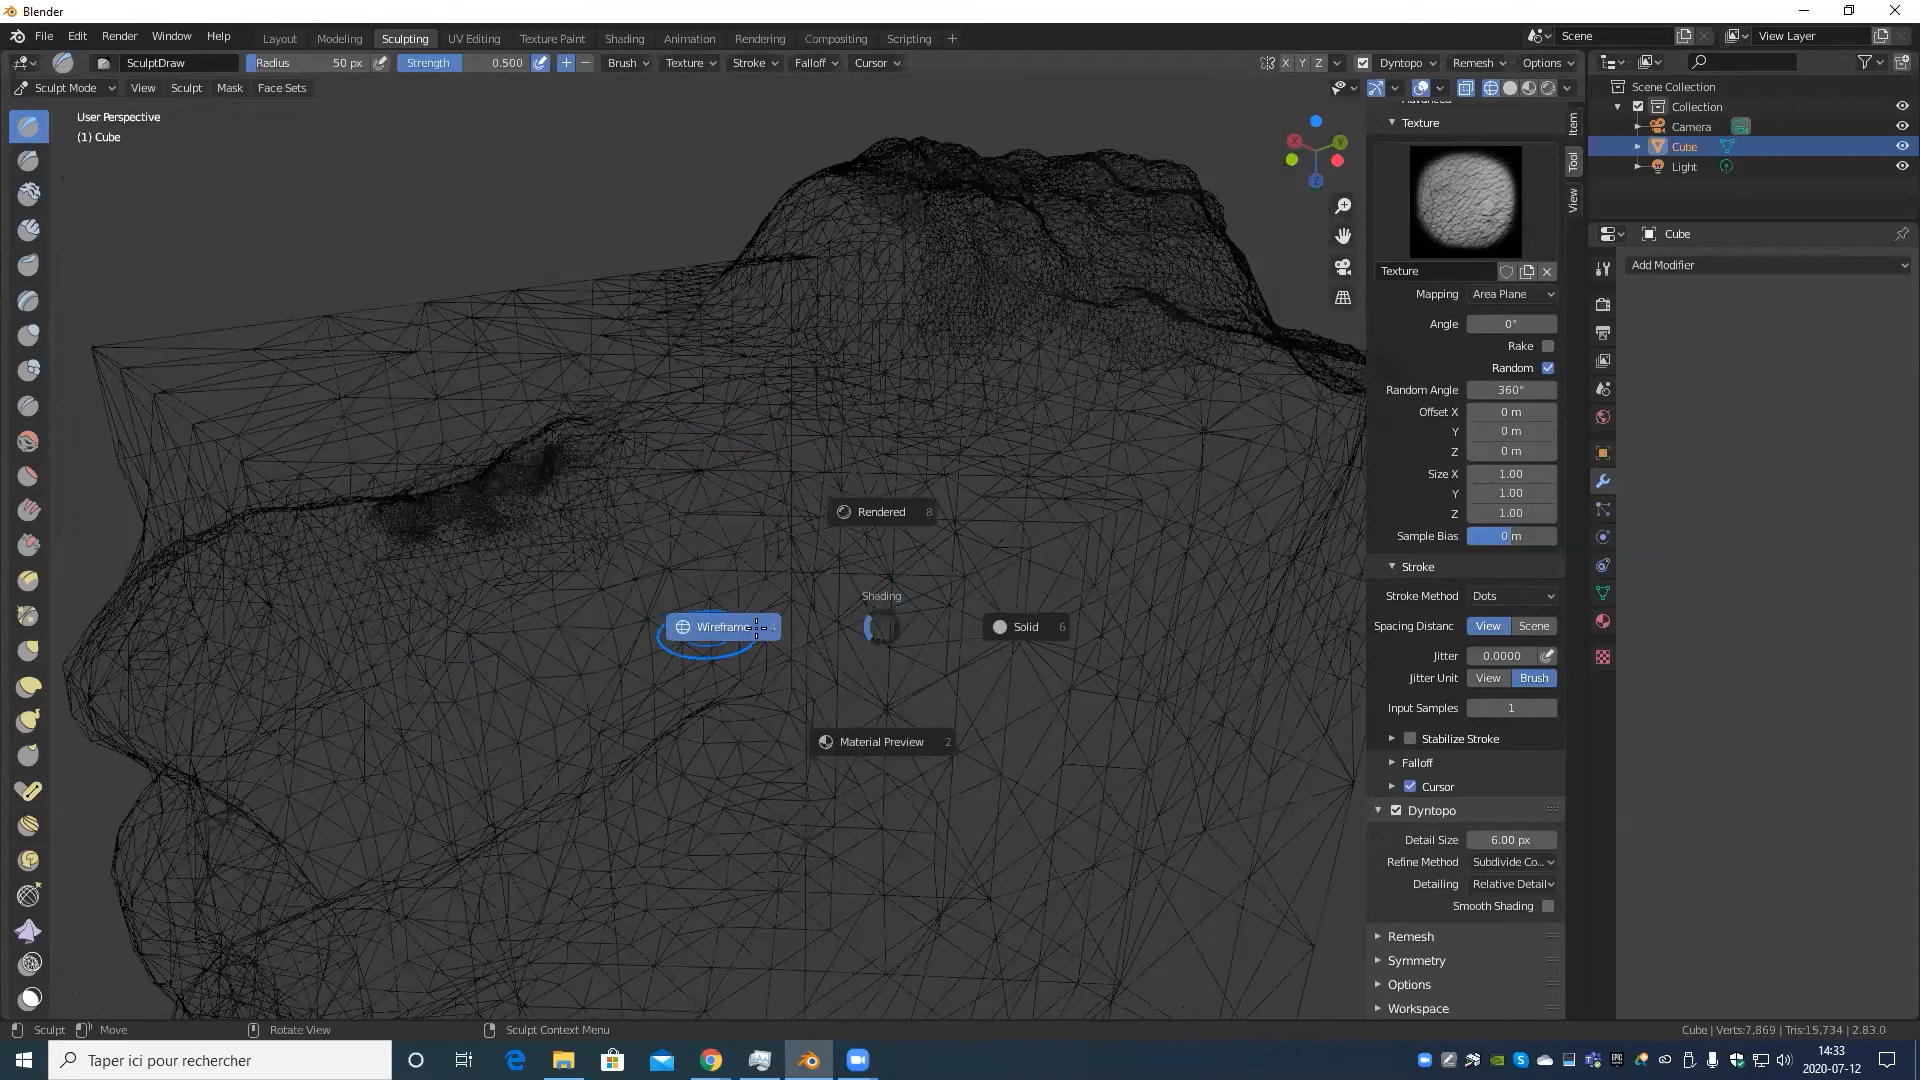 Blender
File Edit Render Window Help
Layout Modeling Sculpting UV Editing Texture Paint Shading Animation Rendering Compositing Scripting
Scene
View Layer
SculptDraw
Radius 50 px
Strength 0.500
Brush Texture Stroke Falloff Cursor
X Y Z
Dyntopo Remesh Options
Sculpt Mode View Sculpt Mask Face Sets
User Perspective
(1) Cube
Scene Collection
Collection
Camera
Cube
Light
Item
Tool
View
Texture
Texture
Mapping Area Plane
Angle 0°
Rake
Random
Random Angle 360°
Offset X 0 m
Y 0 m
Z 0 m
Size X 1.00
Y 1.00
Z 1.00
Sample Bias 0 m
Stroke
Stroke Method Dots
Spacing Distanc View Scene
Jitter 0.0000
Jitter Unit View Brush
Input Samples 1
Stabilize Stroke
Falloff
Cursor
Dyntopo
Detail Size 6.00 px
Refine Method Subdivide Co...
Detailing Relative Detail
Smooth Shading
Remesh
Symmetry
Options
Workspace
Cube
Add Modifier
Rendered 8
Shading
Wireframe 4
Solid 6
Material Preview 2
Sculpt Move Rotate View Sculpt Context Menu
Cube | Verts:7,869 | Tris:15,734 | 2.83.0
Taper ici pour rechercher
14:33
2020-07-12